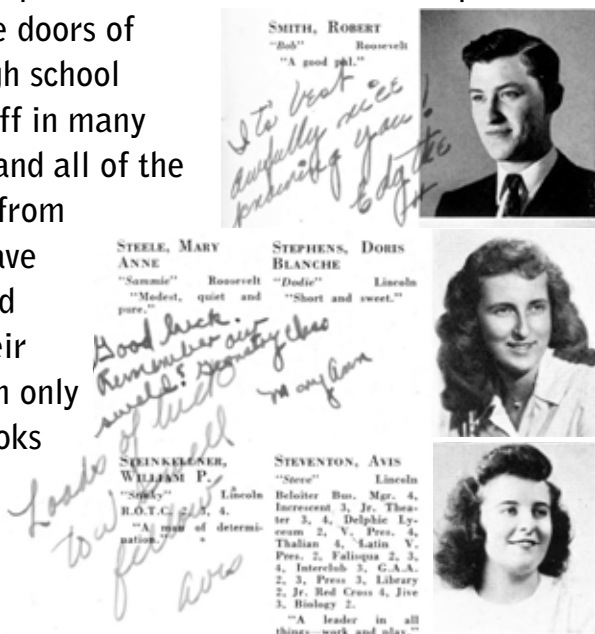 e doors of
gh school
ff in many
and all of the
from
ave
d
eir
n only
oks
SMITH, ROBERT
"Bob" Roosevelt
"A good pal."
best
awfully nice
knowing you!
STEELE, MARY
ANNE
"Sammie" Roosevelt
"Modest, quiet and
pure."
STEPHENS, DORIS
BLANCHE
"Dodie" Lincoln
"Short and sweet."
Good luck.
Remember our
swell? Geometry class
Mary Ann
Loads of luck
to a swell
fellow
Avis
STEINKELLNER,
WILLIAM P.
"Stinky" Lincoln
R.O.T.C. 2, 3, 4.
"A man of determi-
nation."
STEVENTON, AVIS
"Steve" Lincoln
Beloiter Bus. Mgr. 4,
Increscent 3, Jr. Thea-
ter 3, 4, Delphic Ly-
ceum 2, V. Pres. 4,
Thalian 4, Latin V.
Pres. 2, Falisqua 2, 3,
4, Interclub 3, G.A.A.
2, 3, Press 3, Library
2, Jr. Red Cross 4, Jive
3, Biology 2.
"A leader in all
things—work and play."